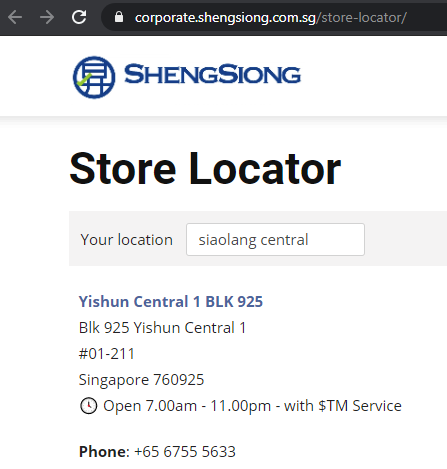 corporate.shengsiong.com.sg/store-locator/
昇 SHENGSIONG
Store Locator
Your location siaolang central
Yishun Central 1 BLK 925
Blk 925 Yishun Central 1
#01-211
Singapore 760925
Open 7.00am - 11.00pm - with $TM Service
Phone: +65 6755 5633